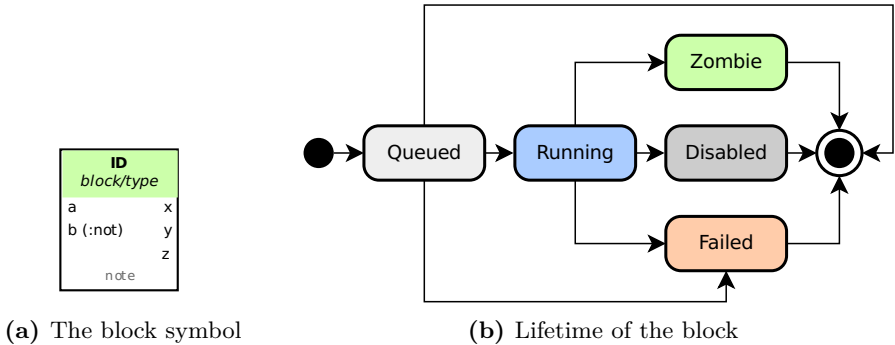 ID
block/type
a x
b (:not) y
z
note
(a) The block symbol
Zombie
Queued Running Disabled
Failed
(b) Lifetime of the block